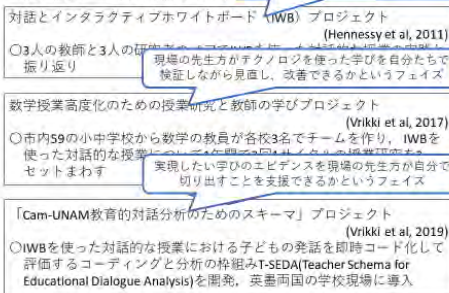 対話とインタラクティブホワイトボード（IWB）プロジェクト
(Hennessy et al, 2011)
〇3人の教師と3人の
振り返り
現場の先生方がテクノロジを使った学びを自分たちで
検証しながら見直し、改善できるかというフェイズ
数学授業高度化のための授業研究と教師の学びプロジェクト
(Vrikki et al, 2017)
〇市内59の小中学校から数学の教員が各校3名でチームを作り，IWBを
使った対話的な授業
セットまわす
実現したい学びのエビデンスを現場の先生方が自分で
切り出すことを支援できるかというフェイズ
「Cam-UNAM教育的対話分析のためのスキーマ」プロジェクト
(Vrikki et al, 2019)
〇IWBを使った対話的な授業における子どもの発話を即時コード化して
評価するコーディングと分析の枠組みT-SEDA(Teacher Schema for
Educational Dialogue Analysis)を開発，英墨両国の学校現場に導入